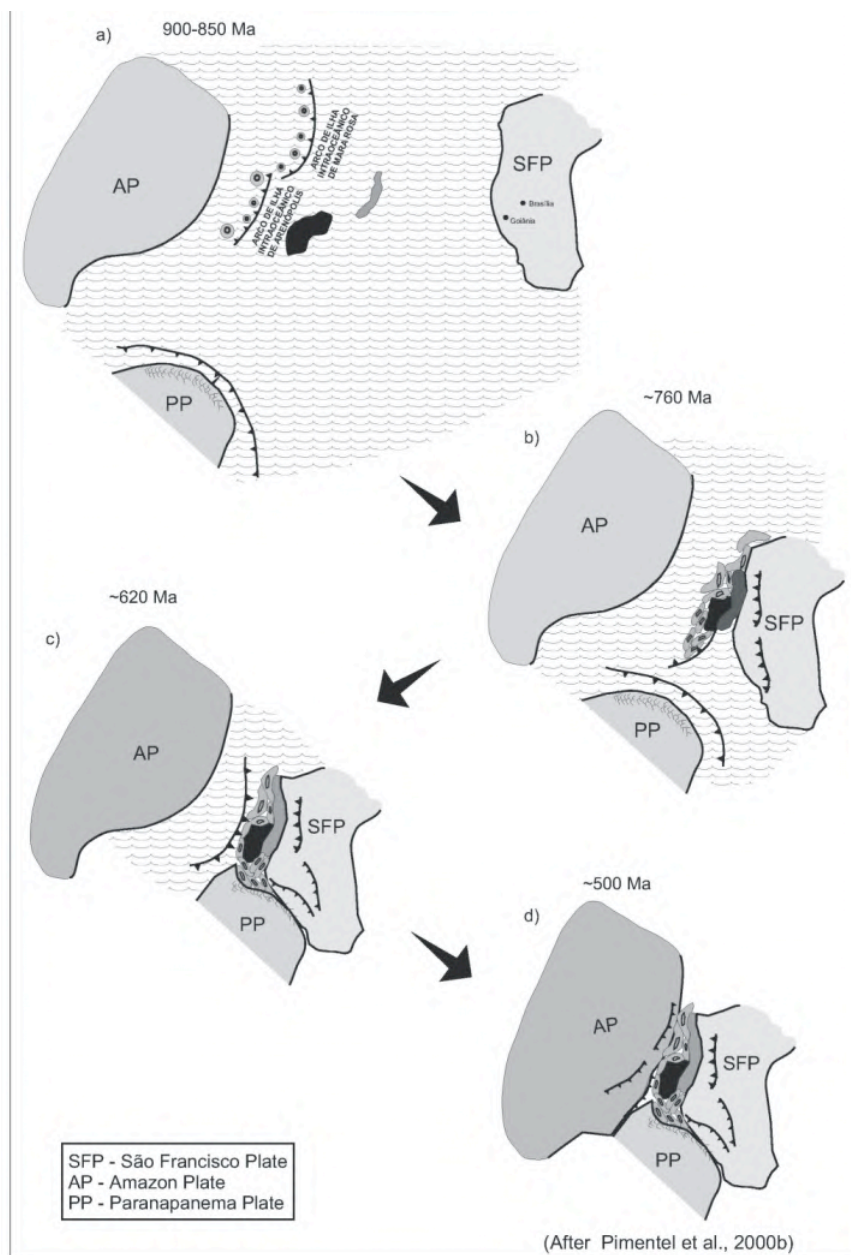 a)
900-850 Ma
AP
ARCO DE ILHA
INTRAOCEÂNICO
DE MARA ROSA
ARCO DE ILHA
INTRAOCEÂNICO
DE ARENÓPOLIS
SFP
Brasília
Goiânia
PP
~760 Ma
b)
AP
SFP
PP
~620 Ma
c)
AP
SFP
PP
~500 Ma
d)
AP
SFP
PP
SFP - São Francisco Plate
AP - Amazon Plate
PP - Paranapanema Plate
(After Pimentel et al., 2000b)